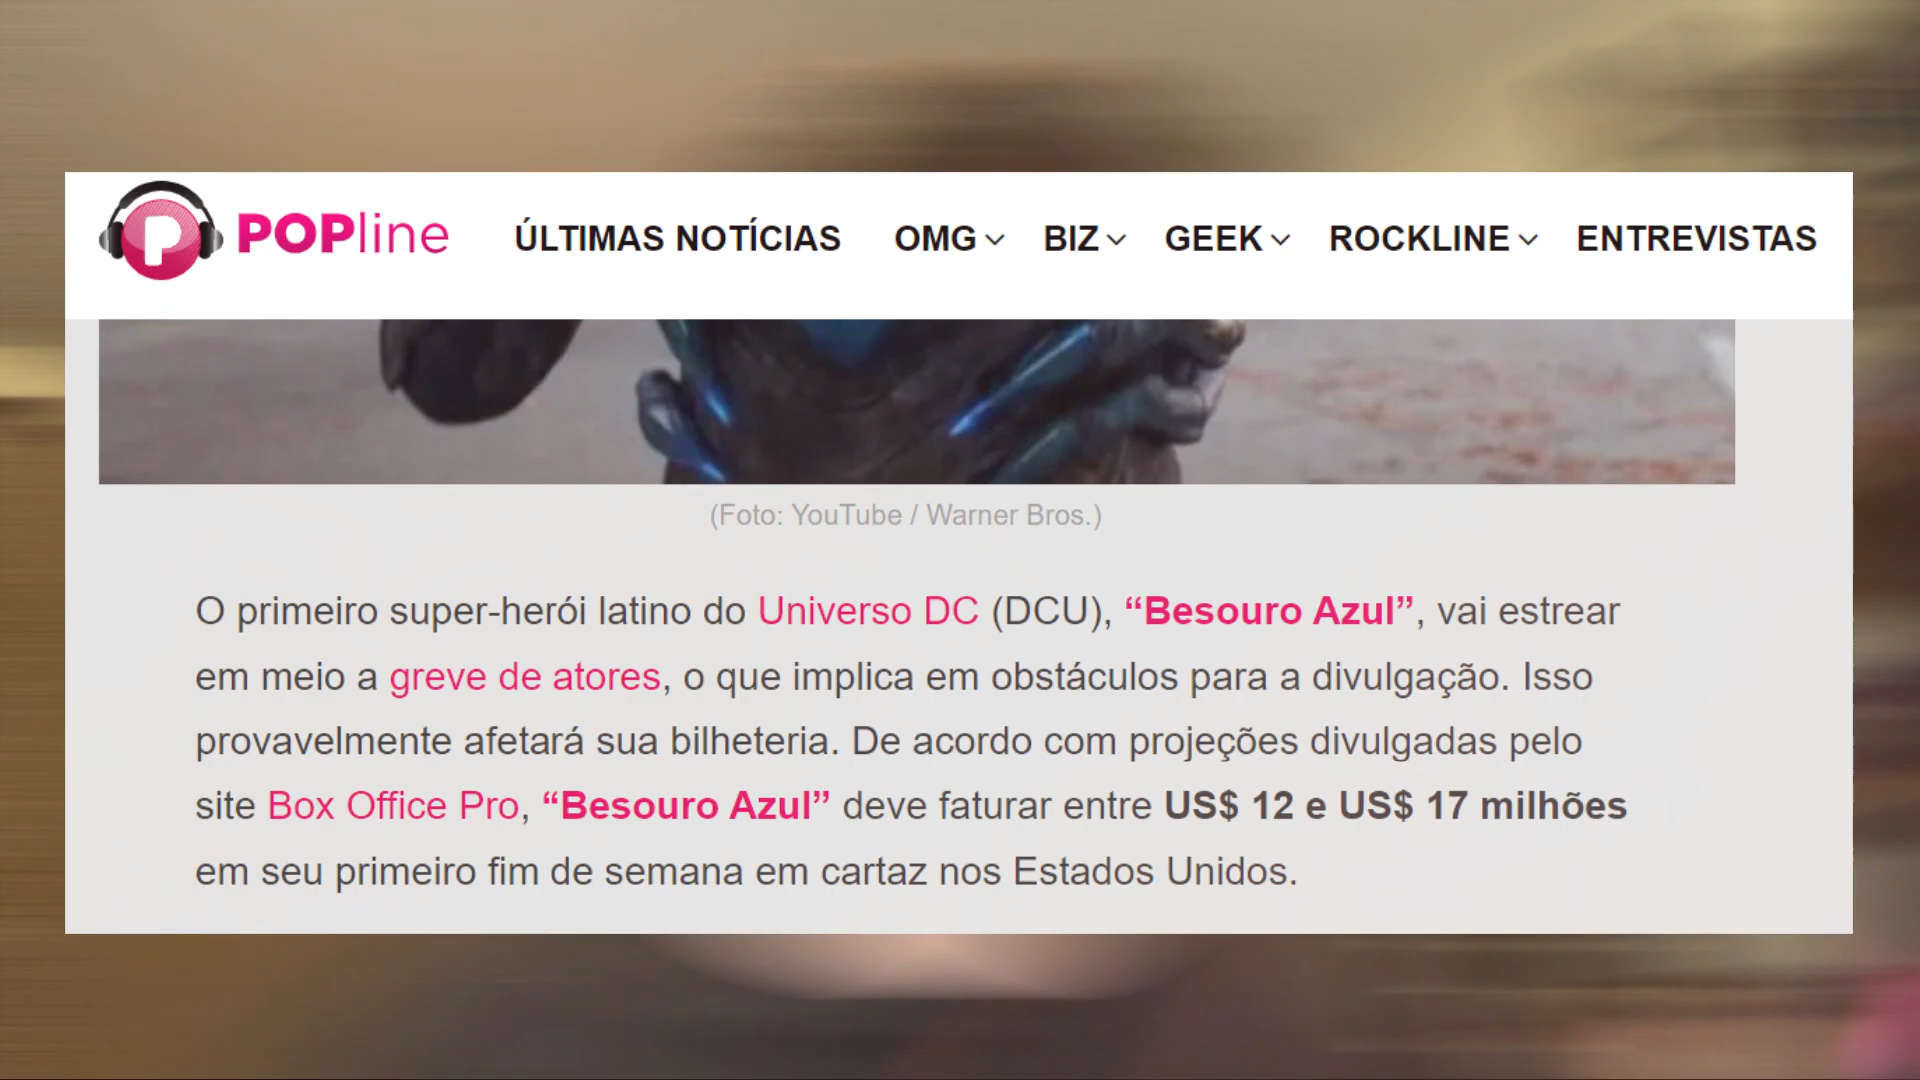 P POPline ÚLTIMAS NOTÍCIAS OMG BIZ GEEK ROCKLINE ENTREVISTAS
(Foto: YouTube / Warner Bros.)
O primeiro super-herói latino do Universo DC (DCU), “Besouro Azul”, vai estrear
em meio a greve de atores, o que implica em obstáculos para a divulgação. Isso
provavelmente afetará sua bilheteria. De acordo com projeções divulgadas pelo
site Box Office Pro, “Besouro Azul” deve faturar entre US$ 12 e US$ 17 milhões
em seu primeiro fim de semana em cartaz nos Estados Unidos.